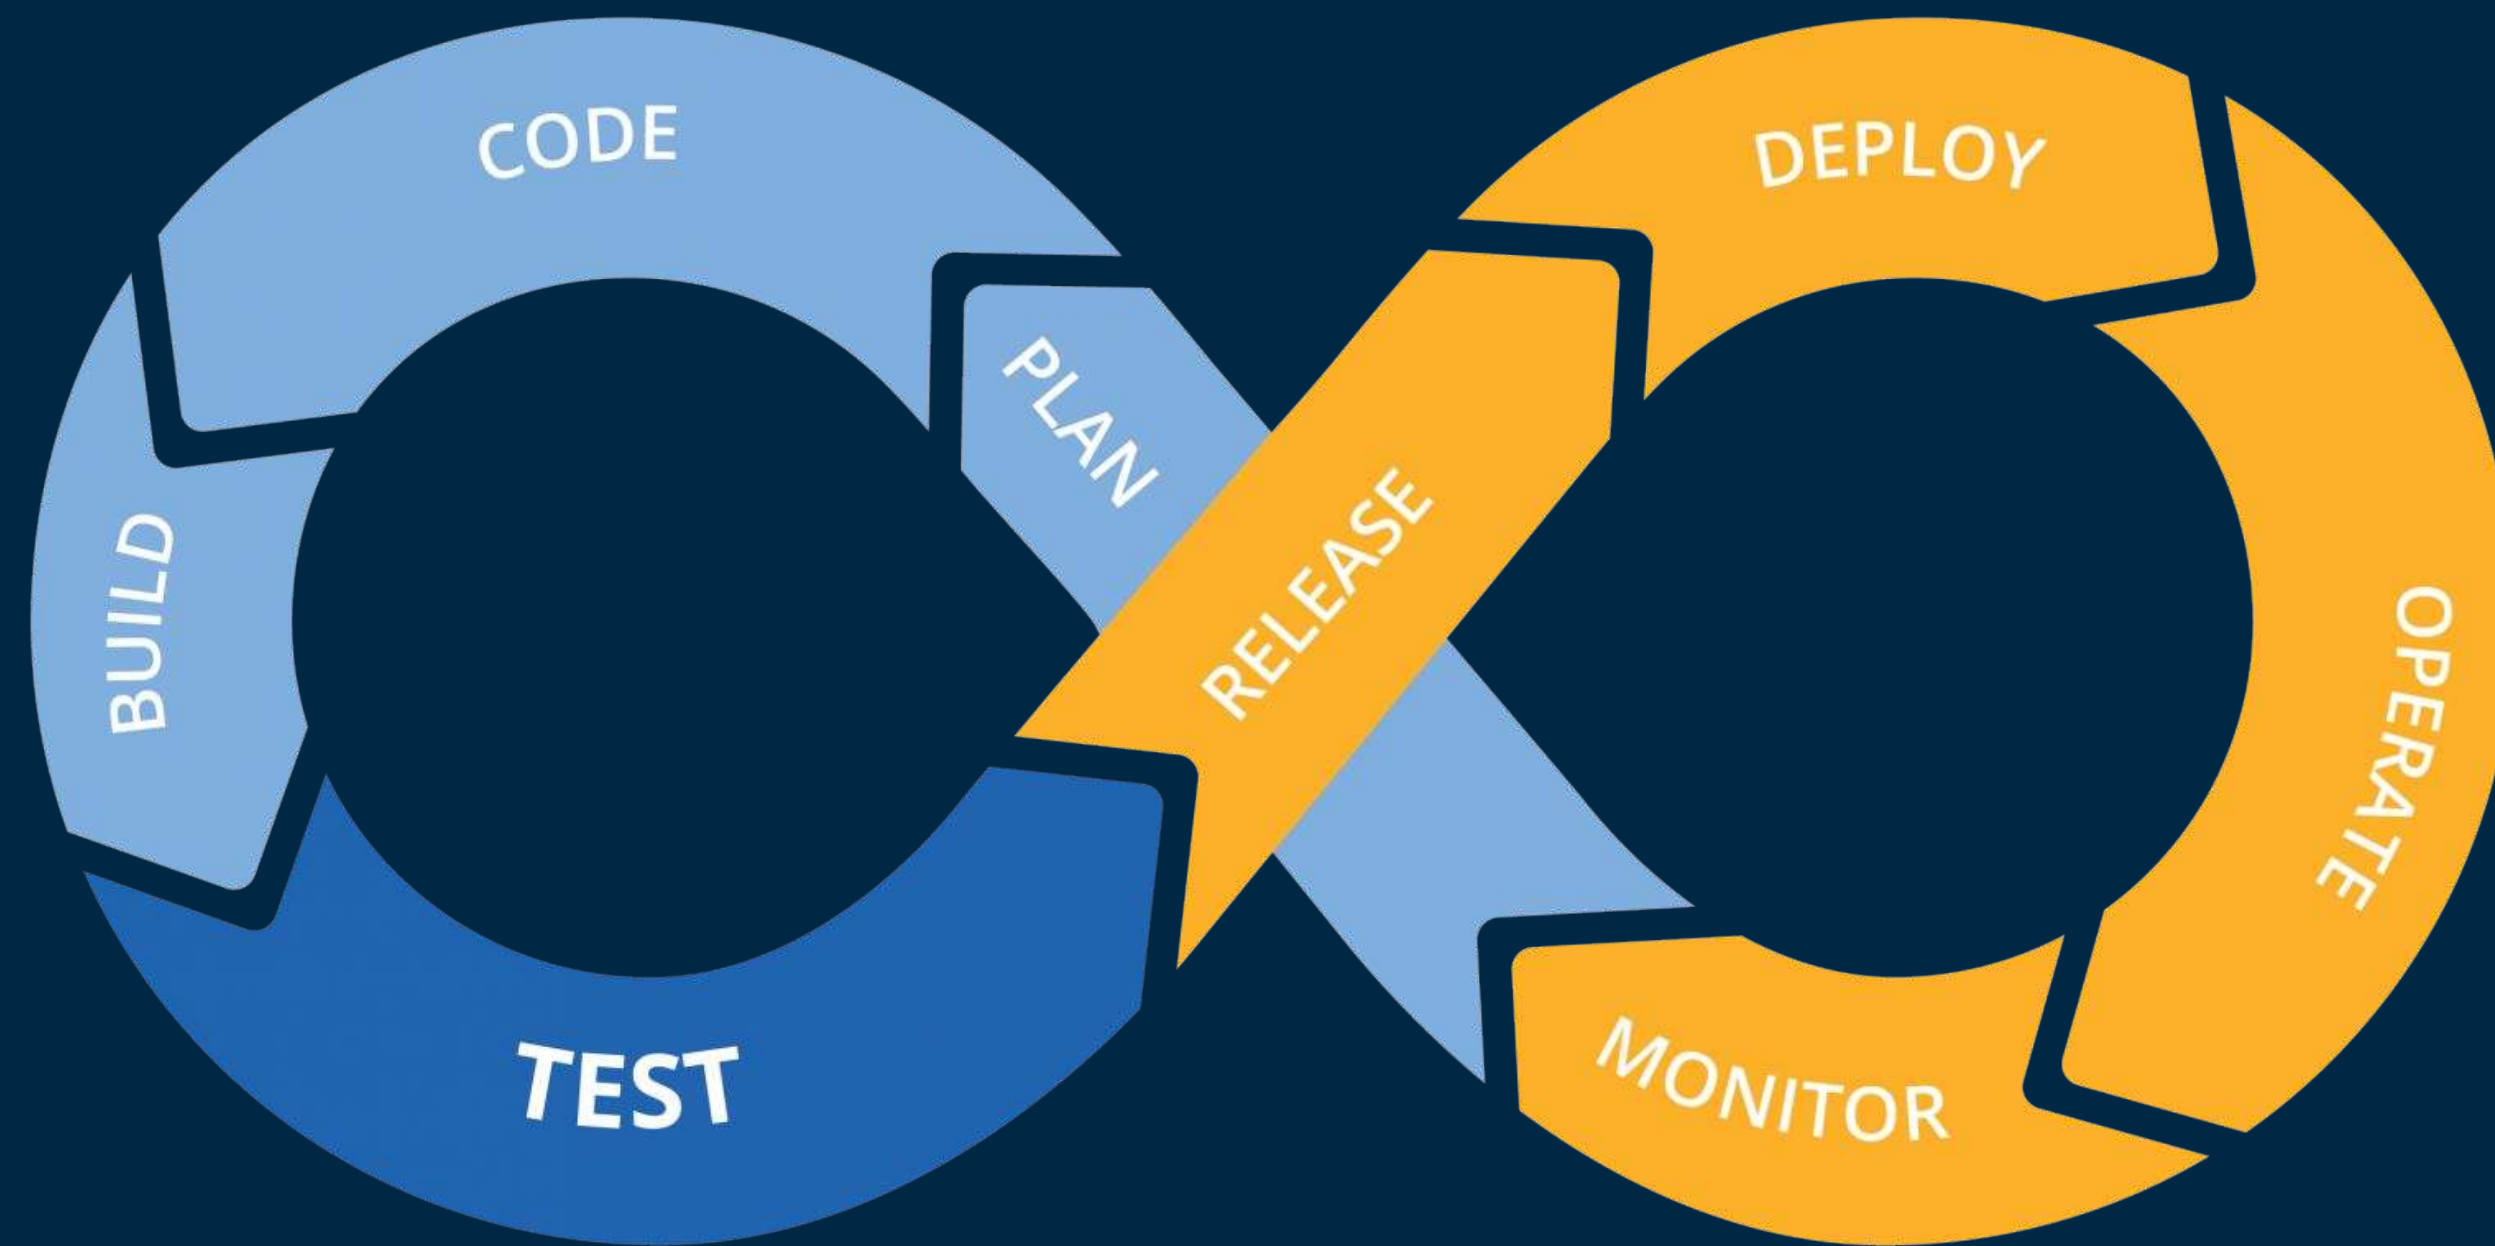 CODE
DEPLOY
PLAN
RELEASE
BUILD
OPERATE
TEST
MONITOR